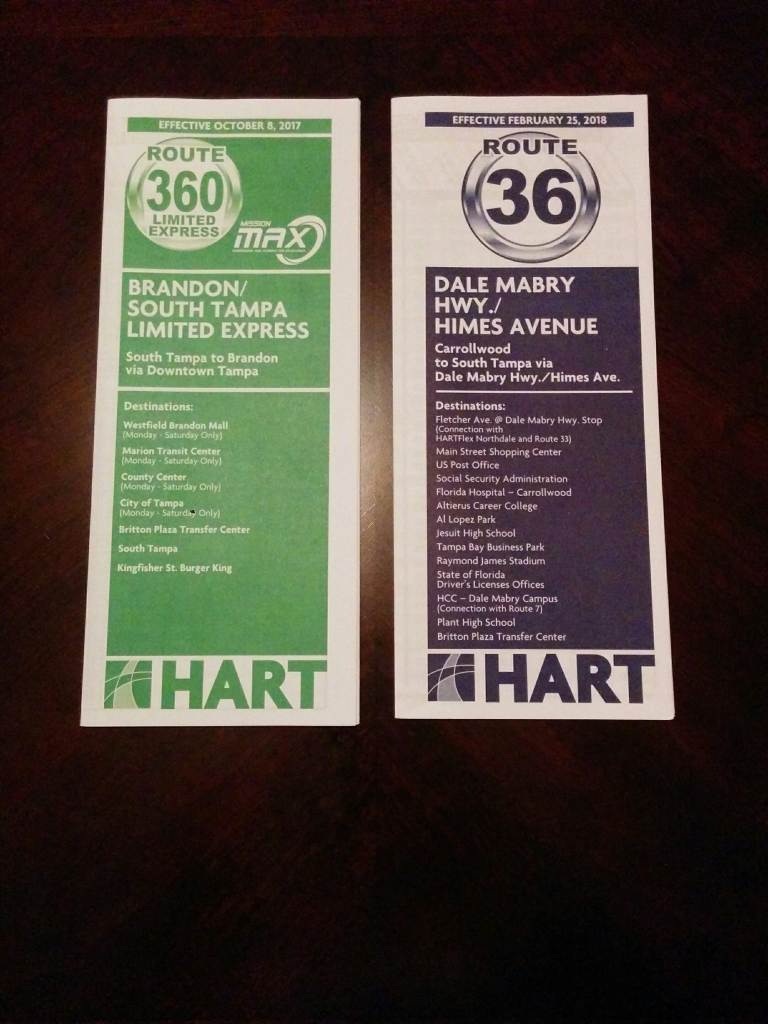 EFFECTIVE OCTOBER 8, 2017
ROUTE
360
LIMITED
EXPRESS
MISSION
MAX
BRANDON/
SOUTH TAMPA
LIMITED EXPRESS
South Tampa to Brandon
via Downtown Tampa
Destinations:
Westfield Brandon Mall
(Monday - Saturday Only)
Marion Transit Center
(Monday - Saturday Only)
County Center
(Monday - Saturday Only)
City of Tampa
(Monday - Saturday Only)
Britton Plaza Transfer Center
South Tampa
Kingfisher St. Burger King
HART
EFFECTIVE FEBRUARY 25, 2018
ROUTE
36
DALE MABRY
HWY./
HIMES AVENUE
Carrollwood
to South Tampa via
Dale Mabry Hwy./Himes Ave.
Destinations:
Fletcher Ave. @ Dale Mabry Hwy. Stop
(Connection with
HARTFlex Northdale and Route 33)
Main Street Shopping Center
US Post Office
Social Security Administration
Florida Hospital – Carrollwood
Altierus Career College
Al Lopez Park
Jesuit High School
Tampa Bay Business Park
Raymond James Stadium
State of Florida
Driver's Licenses Offices
HCC – Dale Mabry Campus
(Connection with Route 7)
Plant High School
Britton Plaza Transfer Center
HART